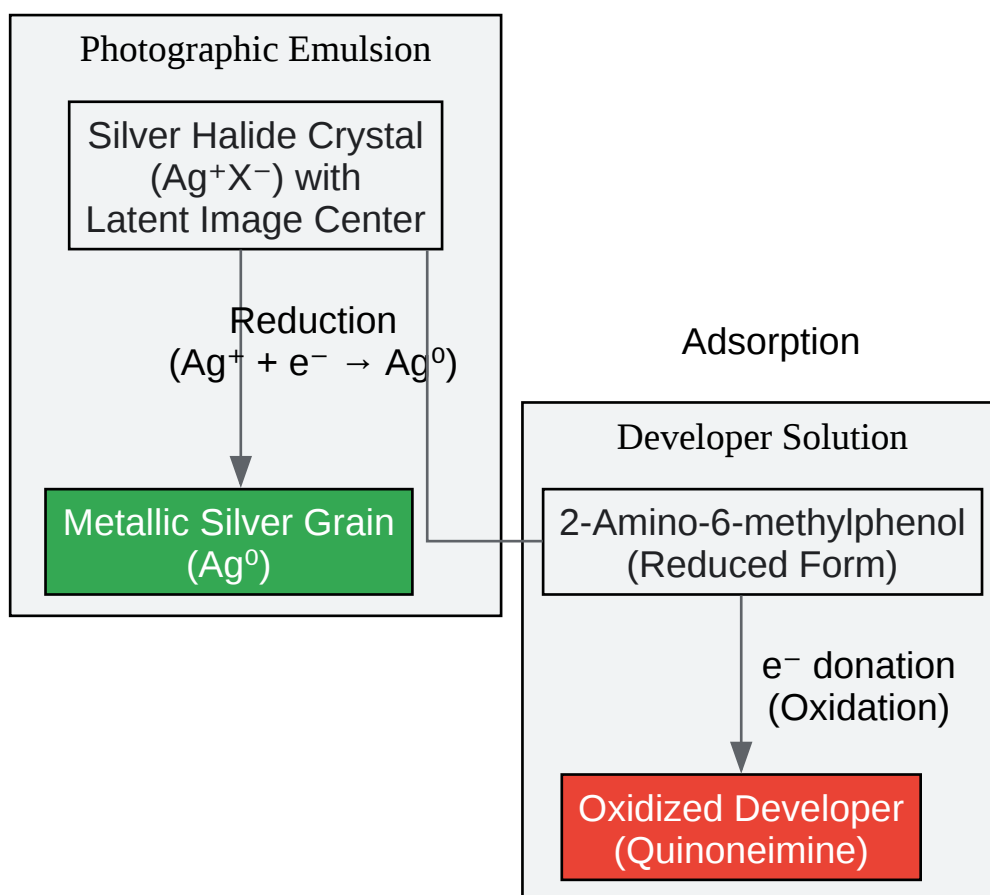 Photographic Emulsion
Silver Halide Crystal
(Ag⁺X⁻) with
Latent Image Center
Reduction
(Ag⁺ + e⁻ → Ag⁰)
Metallic Silver Grain
(Ag⁰)
Adsorption
Developer Solution
2-Amino-6-methylphenol
(Reduced Form)
e⁻ donation
(Oxidation)
Oxidized Developer
(Quinoneimine)